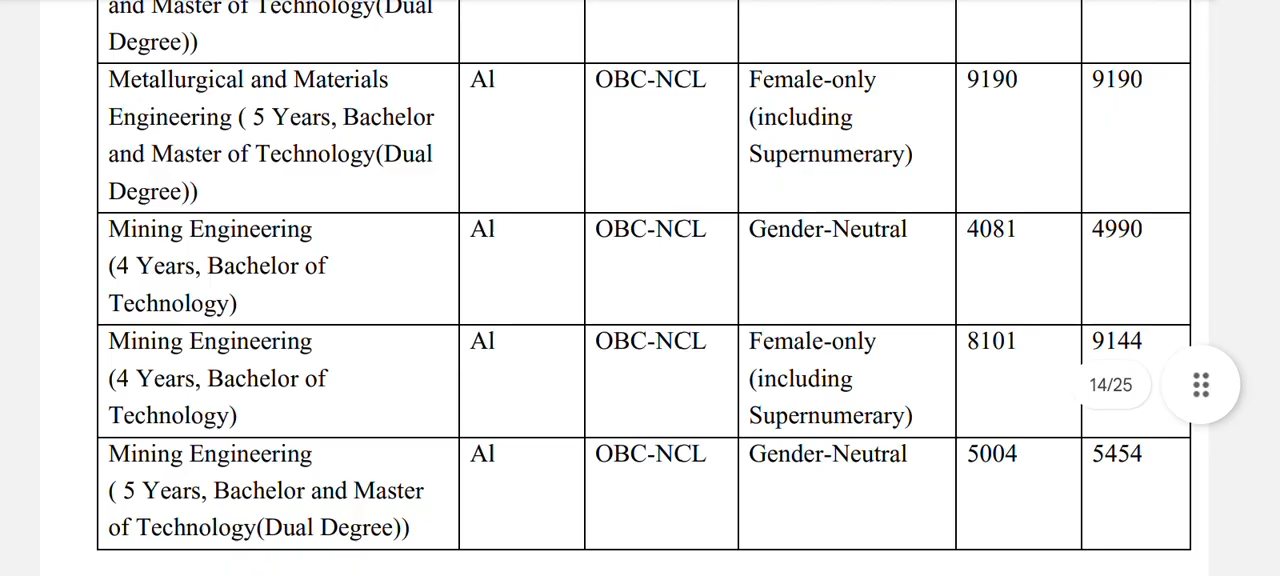 and Master of Technology(Dual
Degree))
Metallurgical and Materials AI OBC-NCL Female-only 9190 9190
Engineering ( 5 Years, Bachelor (including
and Master of Technology(Dual Supernumerary)
Degree))
Mining Engineering AI OBC-NCL Gender-Neutral 4081 4990
(4 Years, Bachelor of
Technology)
Mining Engineering AI OBC-NCL Female-only 8101 9144
(4 Years, Bachelor of (including 14/25
Technology) Supernumerary)
Mining Engineering AI OBC-NCL Gender-Neutral 5004 5454
( 5 Years, Bachelor and Master
of Technology(Dual Degree))